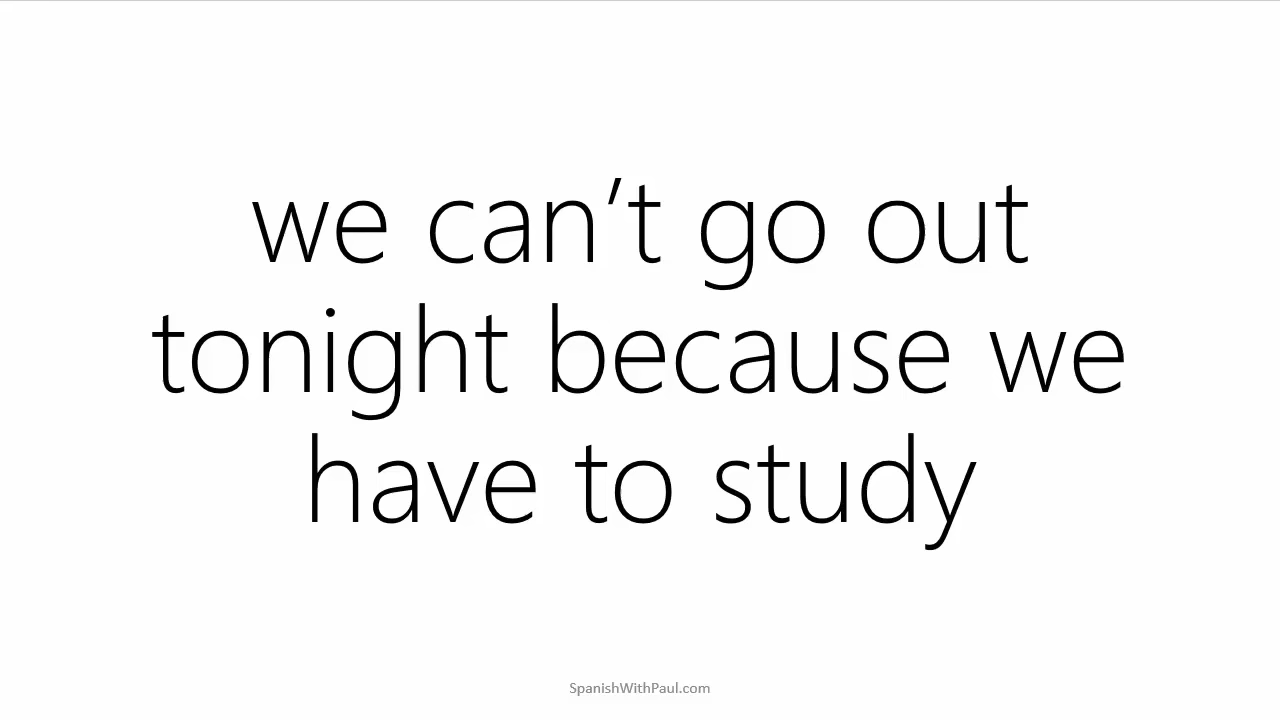 we can’t go out
tonight because we
have to study
SpanishWithPaul.com